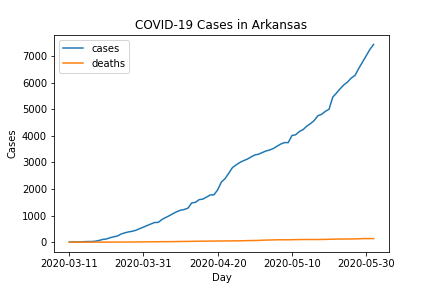 COVID-19 Cases in Arkansas
cases
deaths
7000
6000
5000
4000
3000
2000
1000
0
Cases
2020-03-11 2020-03-31 2020-04-20 2020-05-10 2020-05-30
Day